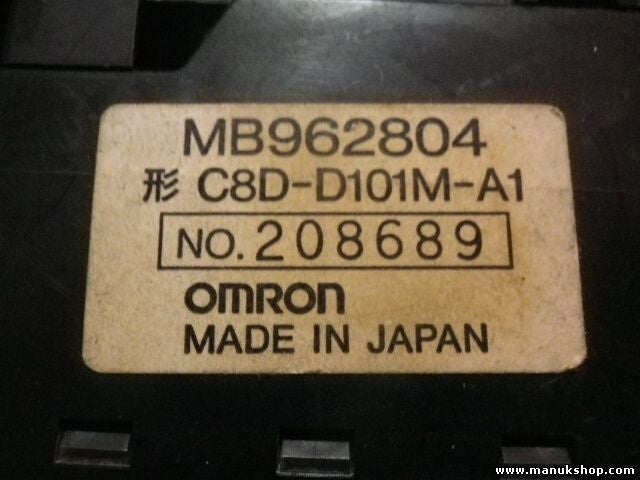 MB962804
形 C8D-D101M-A1
NO. 208689
OMRON
MADE IN JAPAN
www.manukshop.com